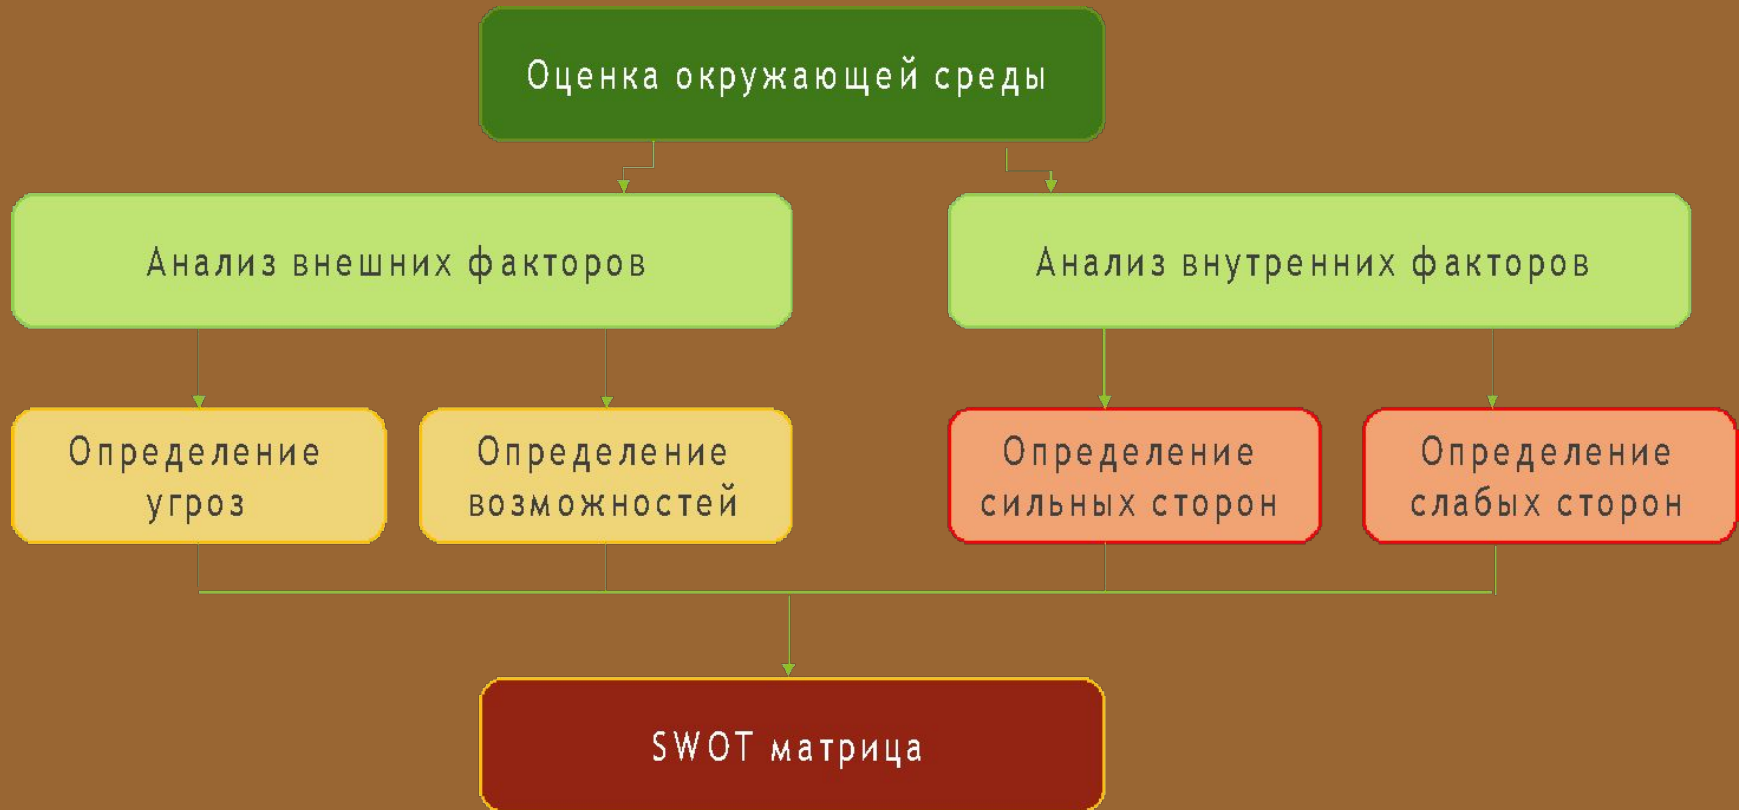 Оценка окружающей среды
Анализ внешних факторов
Анализ внутренних факторов
Определение
угроз
Определение
возможностей
Определение
сильных сторон
Определение
слабых сторон
SWOT матрица